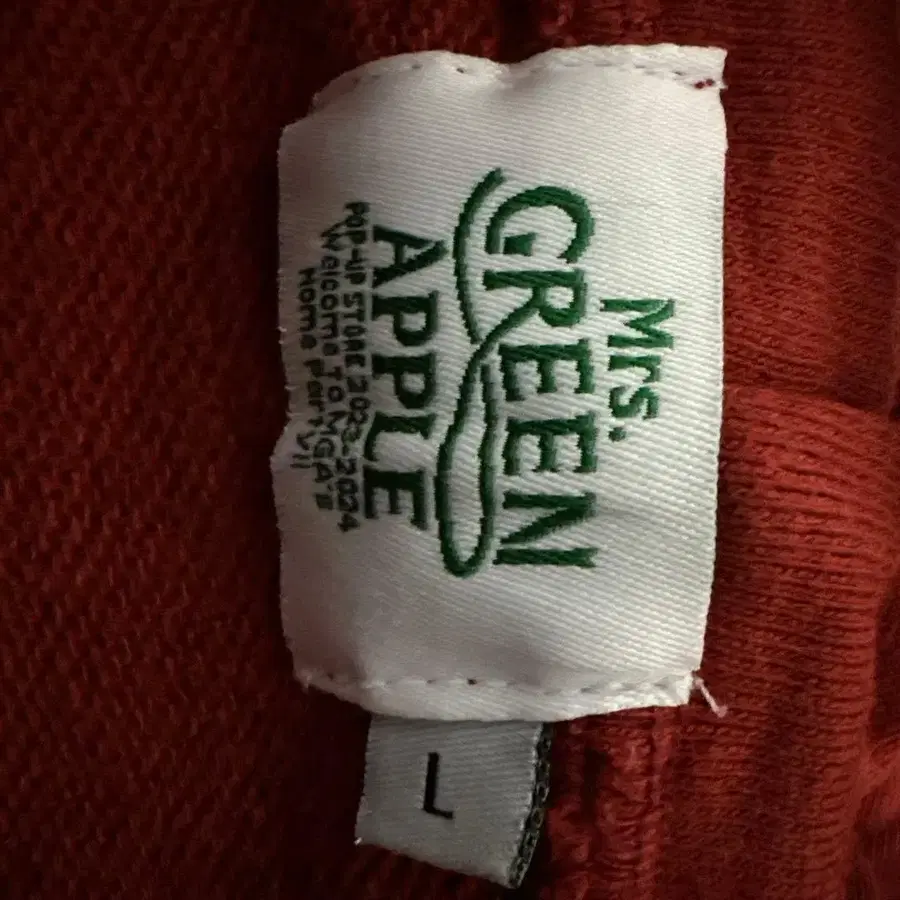 Mrs.
GREEN
APPLE
POP-UP STORE 2023-2024
Welcome TO MGA'S
Home Party!!
L